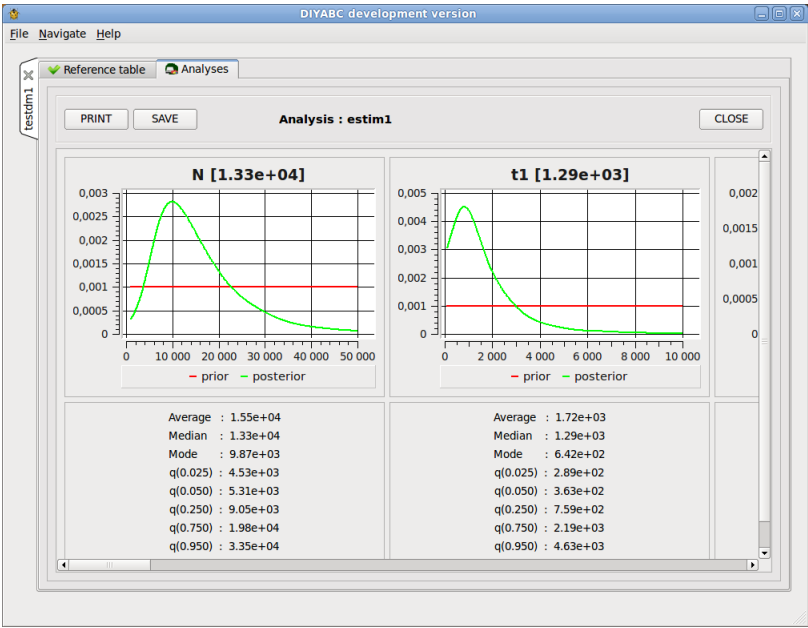 DIYABC development version
File Navigate Help
testdm1
Reference table Analyses
PRINT SAVE Analysis : estim1 CLOSE
N [1.33e+04]
0,003
0,0025
0,002
0,0015
0,001
0,0005
0
0 10 000 20 000 30 000 40 000 50 000
prior posterior
t1 [1.29e+03]
0,005
0,004
0,003
0,002
0,001
0
0 2 000 4 000 6 000 8 000 10 000
prior posterior
0,002
0,0015
0,001
0,0005
0
Average : 1.55e+04
Median : 1.33e+04
Mode : 9.87e+03
q(0.025) : 4.53e+03
q(0.050) : 5.31e+03
q(0.250) : 9.05e+03
q(0.750) : 1.98e+04
q(0.950) : 3.35e+04
Average : 1.72e+03
Median : 1.29e+03
Mode : 6.42e+02
q(0.025) : 2.89e+02
q(0.050) : 3.63e+02
q(0.250) : 7.59e+02
q(0.750) : 2.19e+03
q(0.950) : 4.63e+03